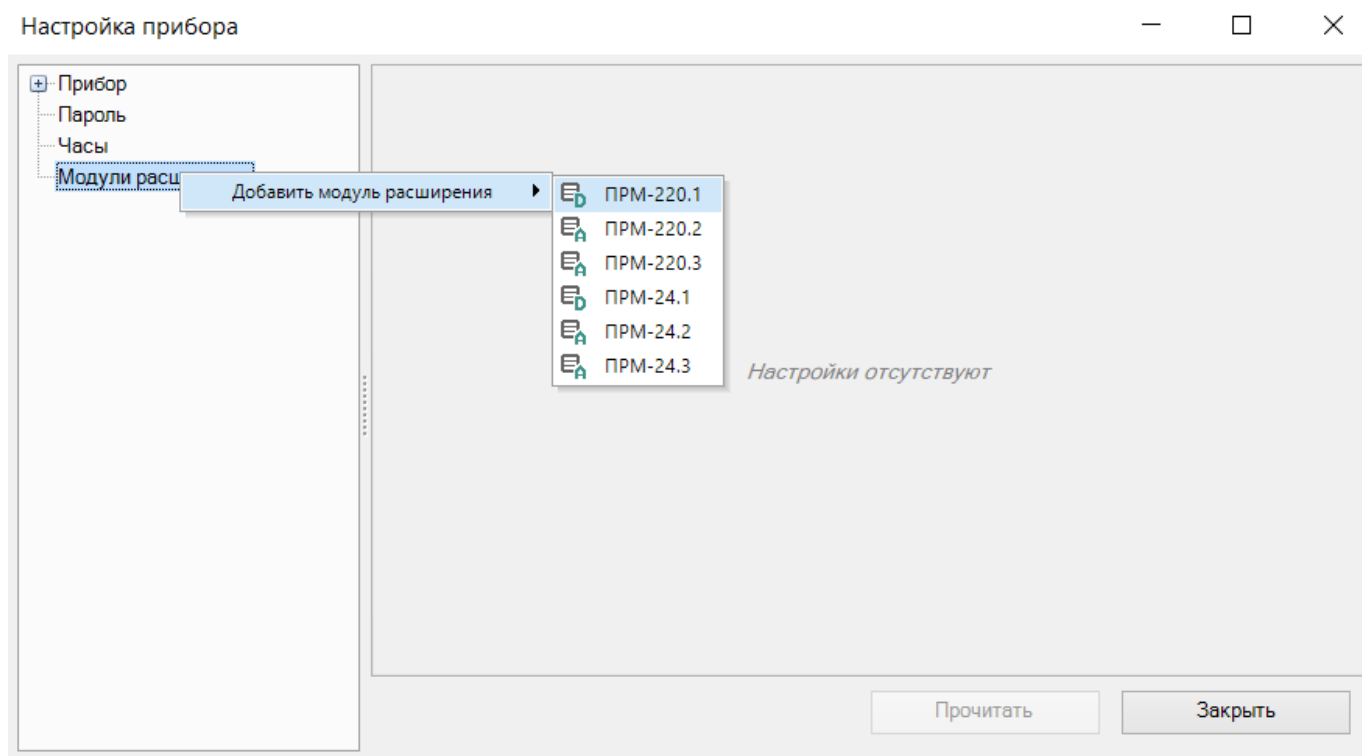 Настройка прибора
Прибор
Пароль
Часы
Модули расш
Добавить модуль расширения
ПРМ-220.1
ПРМ-220.2
ПРМ-220.3
ПРМ-24.1
ПРМ-24.2
ПРМ-24.3
Настройки отсутствуют
Прочитать
Закрыть